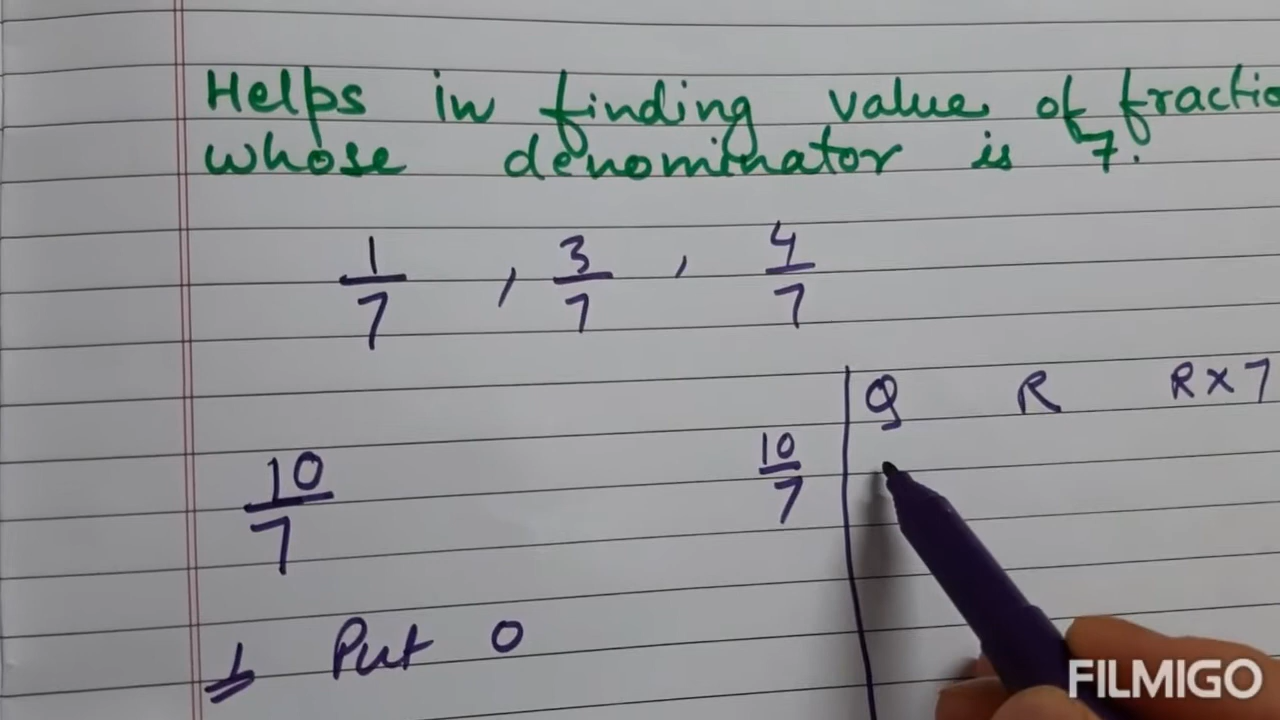 Helps in finding value of fractio
whose denominator is 7.
1/7 , 3/7 , 4/7
Q R R×7
10/7 10/7
1 Put 0
FILMIGO